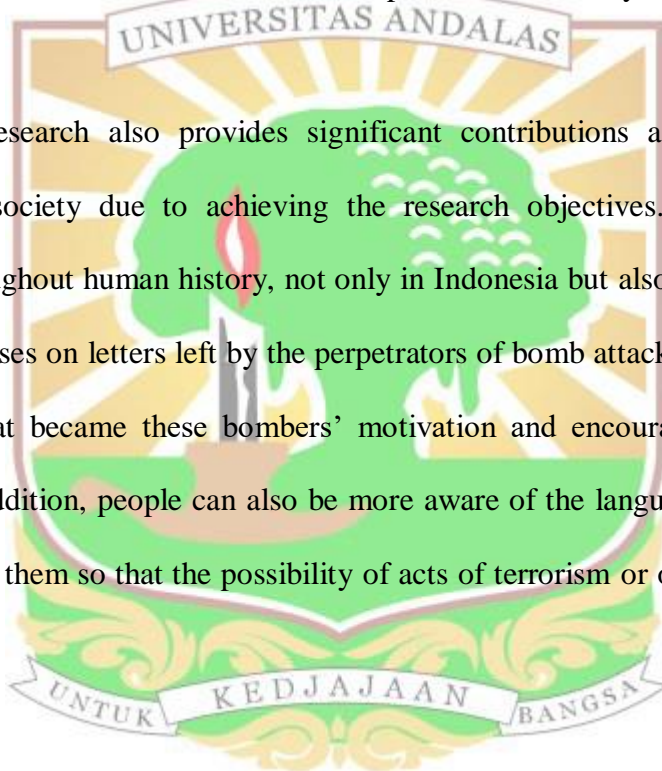 UNIVERSITAS ANDALAS
esearch also provides significant contributions a
society due to achieving the research objectives.
ghout human history, not only in Indonesia but also
ses on letters left by the perpetrators of bomb attack
at became these bombers' motivation and encoura
ddition, people can also be more aware of the langu
them so that the possibility of acts of terrorism or
UNTUK KEDJAJAAN BANGSA